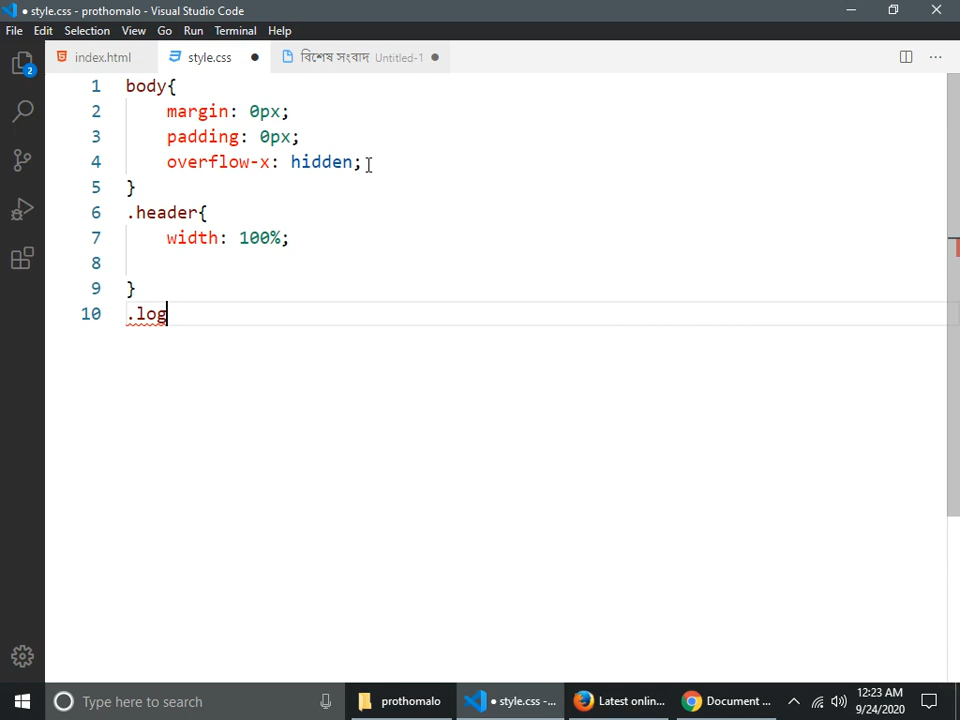 ● style.css - prothomalo - Visual Studio Code
File Edit Selection View Go Run Terminal Help
index.html style.css ● বিশেষ সংবাদ Untitled-1 ●
1 body{
2 margin: 0px;
3 padding: 0px;
4 overflow-x: hidden;
5 }
6 .header{
7 width: 100%;
8
9 }
10 .log
2
Type here to search prothomalo ● style.css -... Latest onlin... Document ... 12:23 AM
9/24/2020